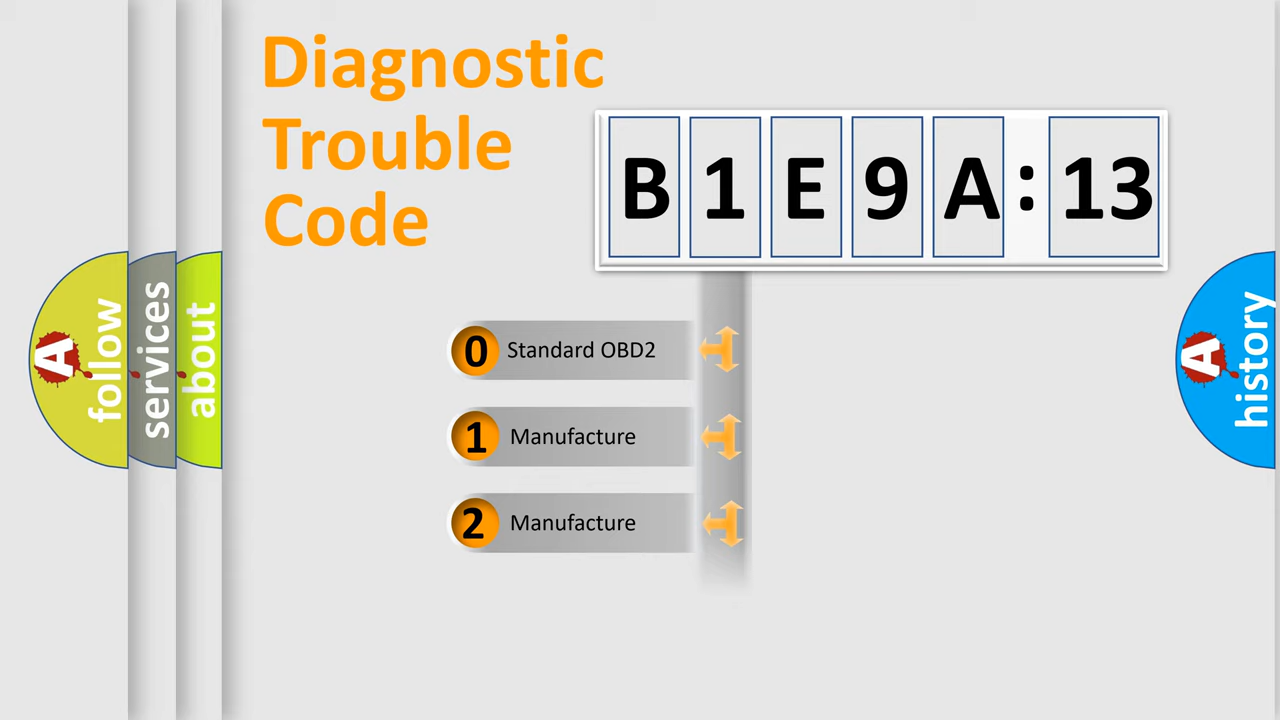 Diagnostic
Trouble
Code
B 1 E 9 A : 13
0 Standard OBD2
1 Manufacture
2 Manufacture
A follow
services
about
A history